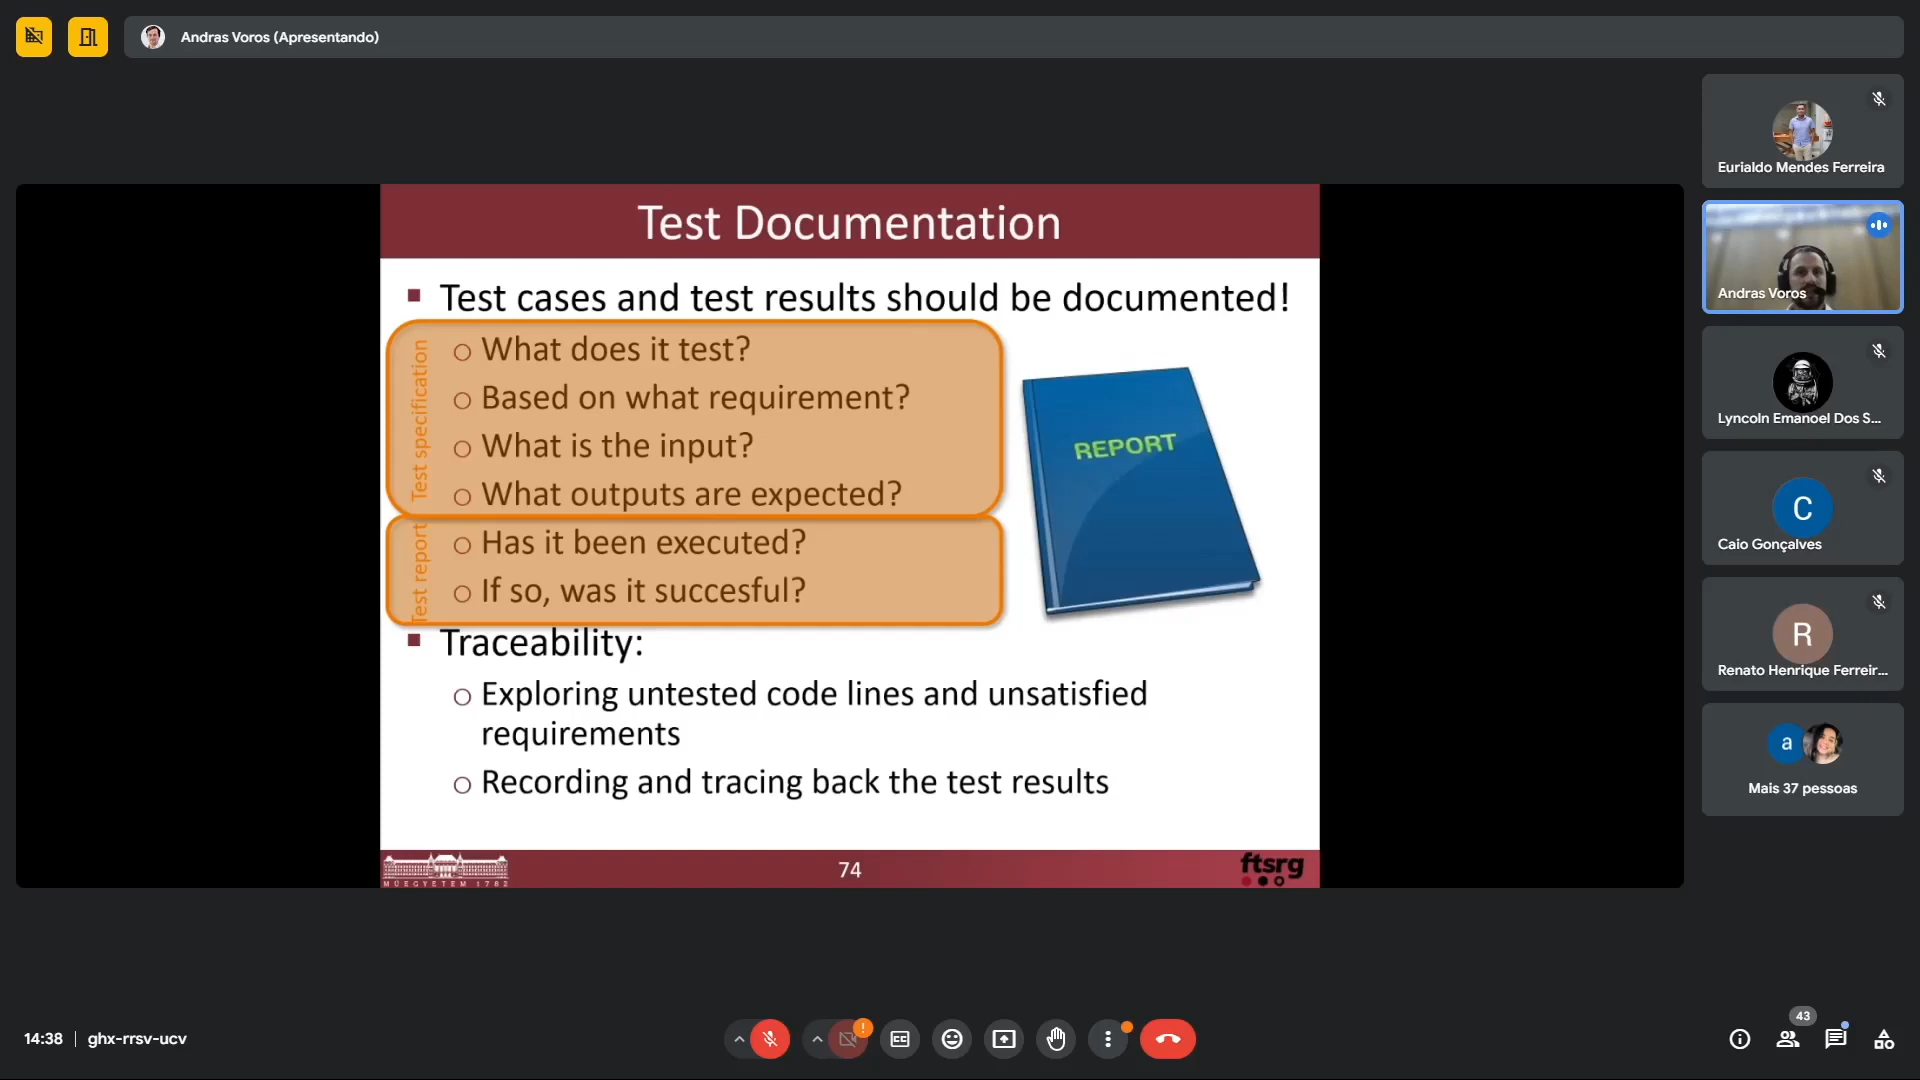 Andras Voros (Apresentando)
Eurialdo Mendes Ferreira
Test Documentation
Test cases and test results should be documented!
Test specification
What does it test?
Based on what requirement?
What is the input?
What outputs are expected?
Test report
Has it been executed?
If so, was it succesful?
REPORT
Traceability:
Exploring untested code lines and unsatisfied
requirements
Recording and tracing back the test results
MŰEGYETEM 1782
74
ftsrg
Andras Voros
Lyncoln Emanoel Dos S...
C
Caio Gonçalves
R
Renato Henrique Ferreir...
a
Mais 37 pessoas
14:38
ghx-rrsv-ucv
!
43